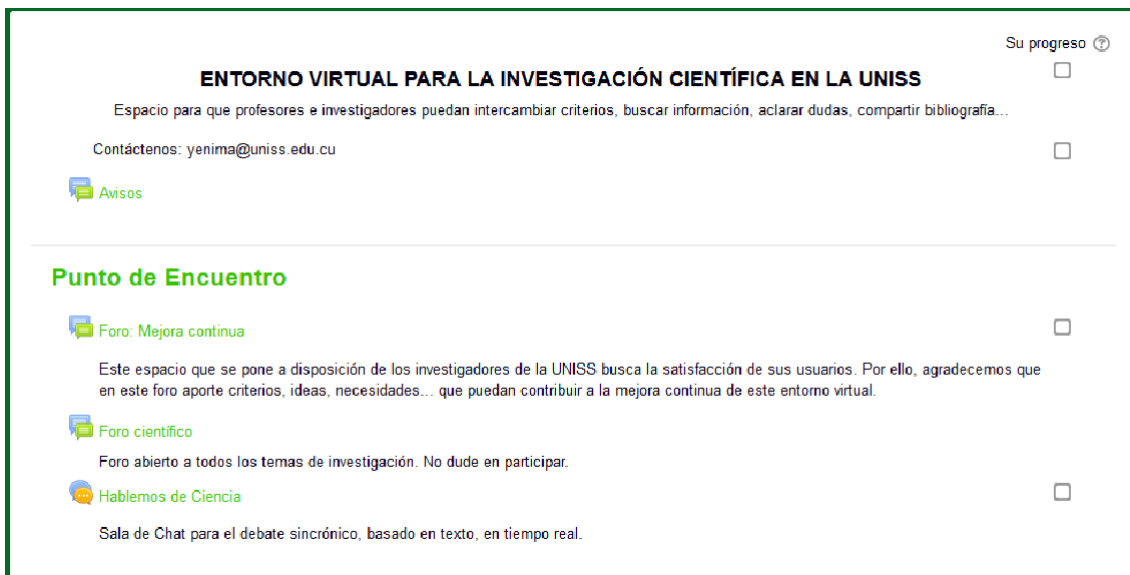 Su progreso
ENTORNO VIRTUAL PARA LA INVESTIGACIÓN CIENTÍFICA EN LA UNISS
Espacio para que profesores e investigadores puedan intercambiar criterios, buscar información, aclarar dudas, compartir bibliografía...
Contáctenos: yenima@uniss.edu.cu
Avisos
Punto de Encuentro
Foro: Mejora continua
Este espacio que se pone a disposición de los investigadores de la UNISS busca la satisfacción de sus usuarios. Por ello, agradecemos que
en este foro aporte criterios, ideas, necesidades... que puedan contribuir a la mejora continua de este entorno virtual.
Foro científico
Foro abierto a todos los temas de investigación. No dude en participar.
Hablemos de Ciencia
Sala de Chat para el debate sincrónico, basado en texto, en tiempo real.